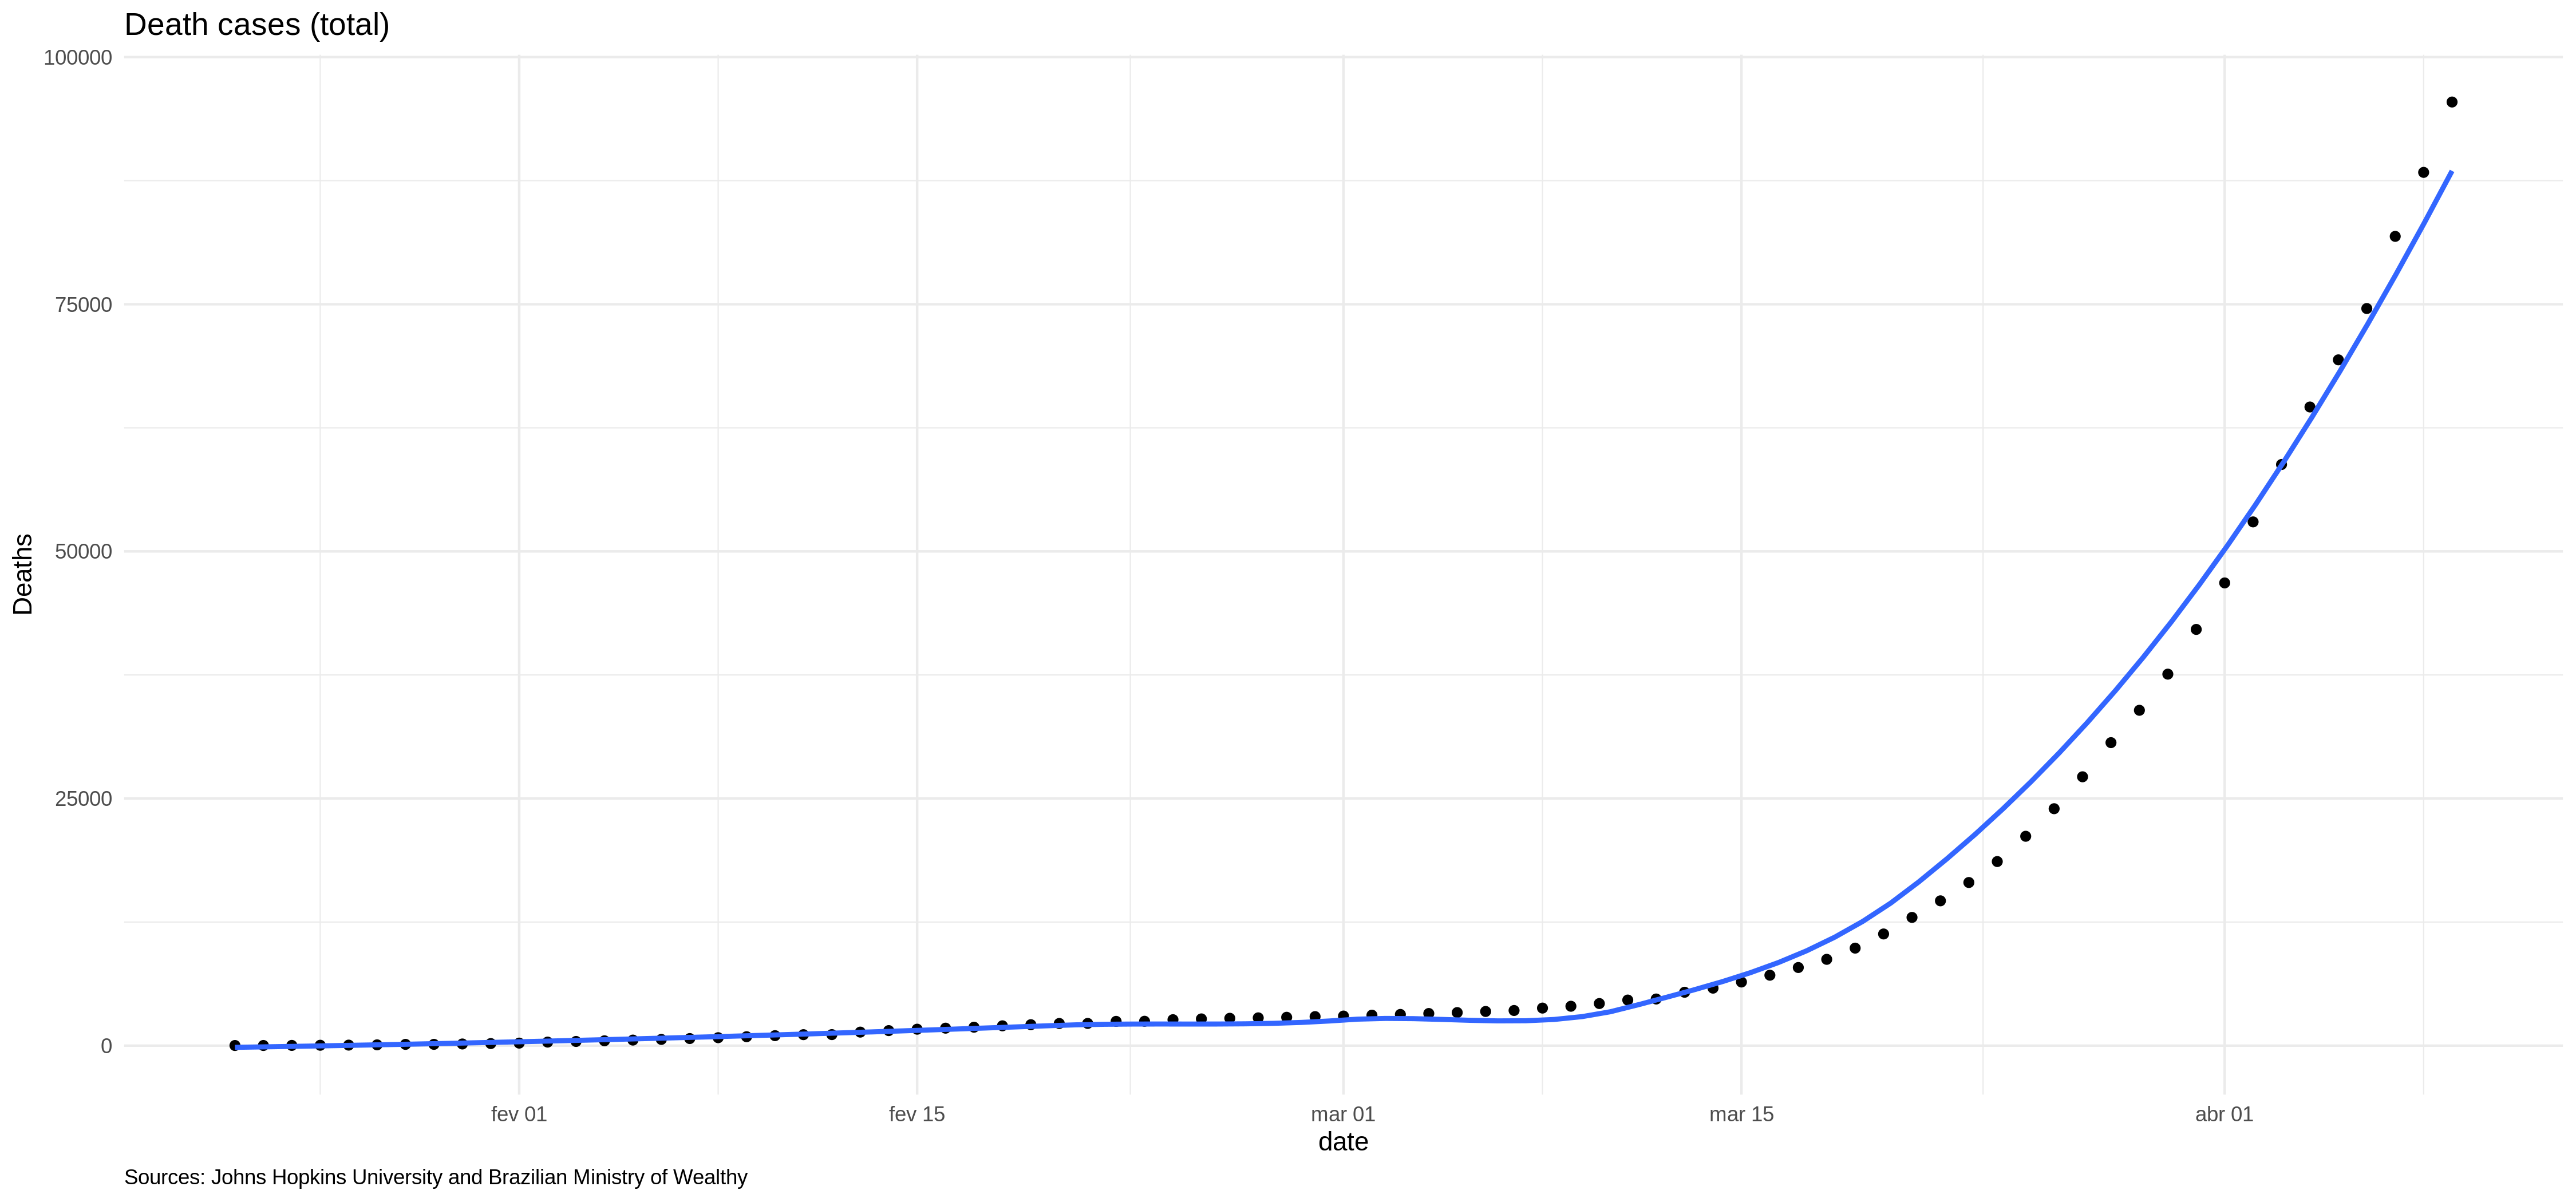 Death cases (total)
100000
75000
50000
25000
0
Deaths
fev 01
fev 15
mar 01
mar 15
abr 01
date
Sources: Johns Hopkins University and Brazilian Ministry of Wealthy